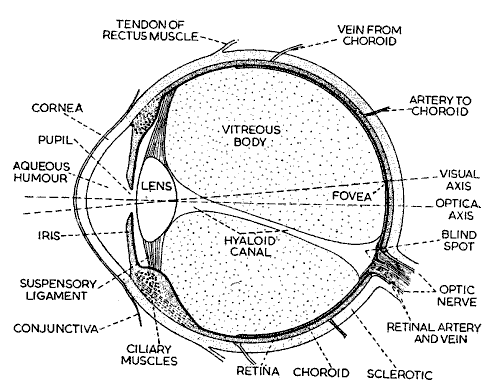 TENDON OF
RECTUS MUSCLE
VEIN FROM
CHOROID
CORNEA
ARTERY TO
CHOROID
PUPIL
VITREOUS
BODY
AQUEOUS
HUMOUR
LENS
VISUAL
AXIS
FOVEA
OPTICA.
AXIS
IRIS
HYALOID
CANAL
BLIND
SPOT
SUSPENSORY
LIGAMENT
OPTIC
NERVE
CONJUNCTIVA
RETINAL ARTERY
AND VEIN
CILIARY
MUSCLES
RETINA
CHOROID
SCLEROTIC